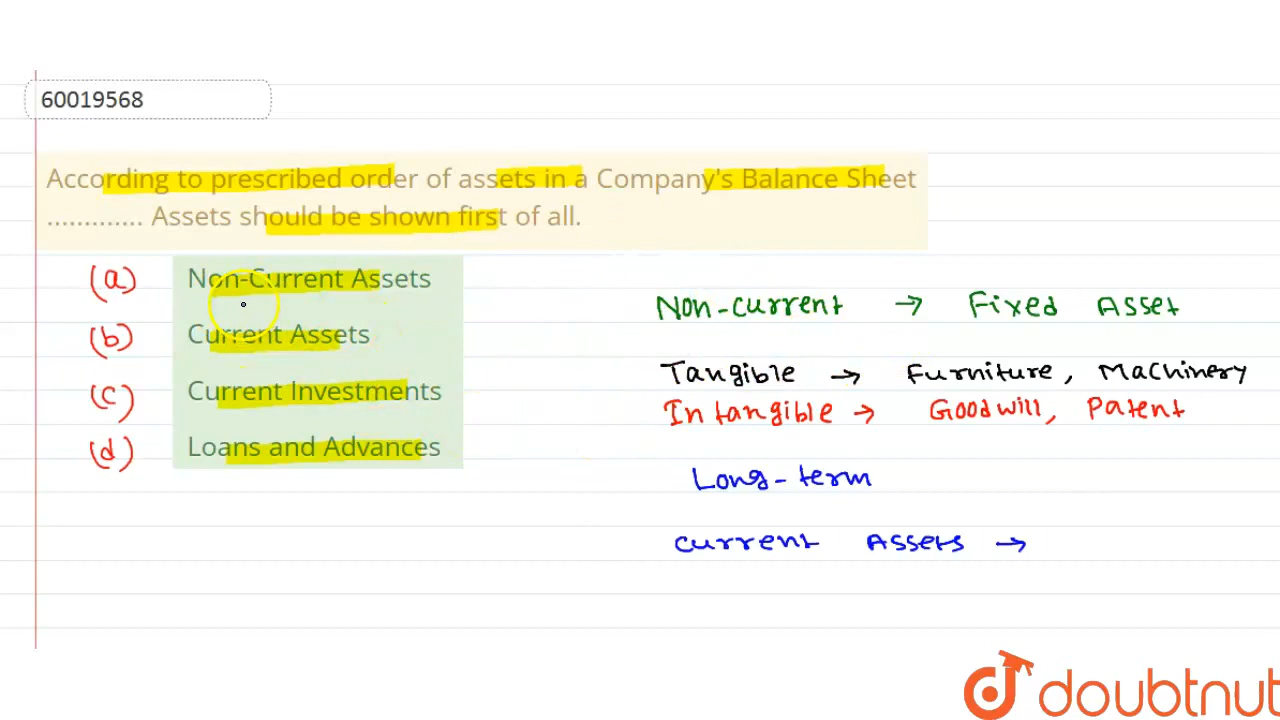 60019568
According to prescribed order of assets in a Company's Balance Sheet
............. Assets should be shown first of all.
(a) Non-Current Assets
(b) Current Assets
(c) Current Investments
(d) Loans and Advances
Non-current → Fixed Asset
Tangible → Furniture, Machinery
Intangible → Goodwill, Patent
Long-term
Current Assets →
doubtnut